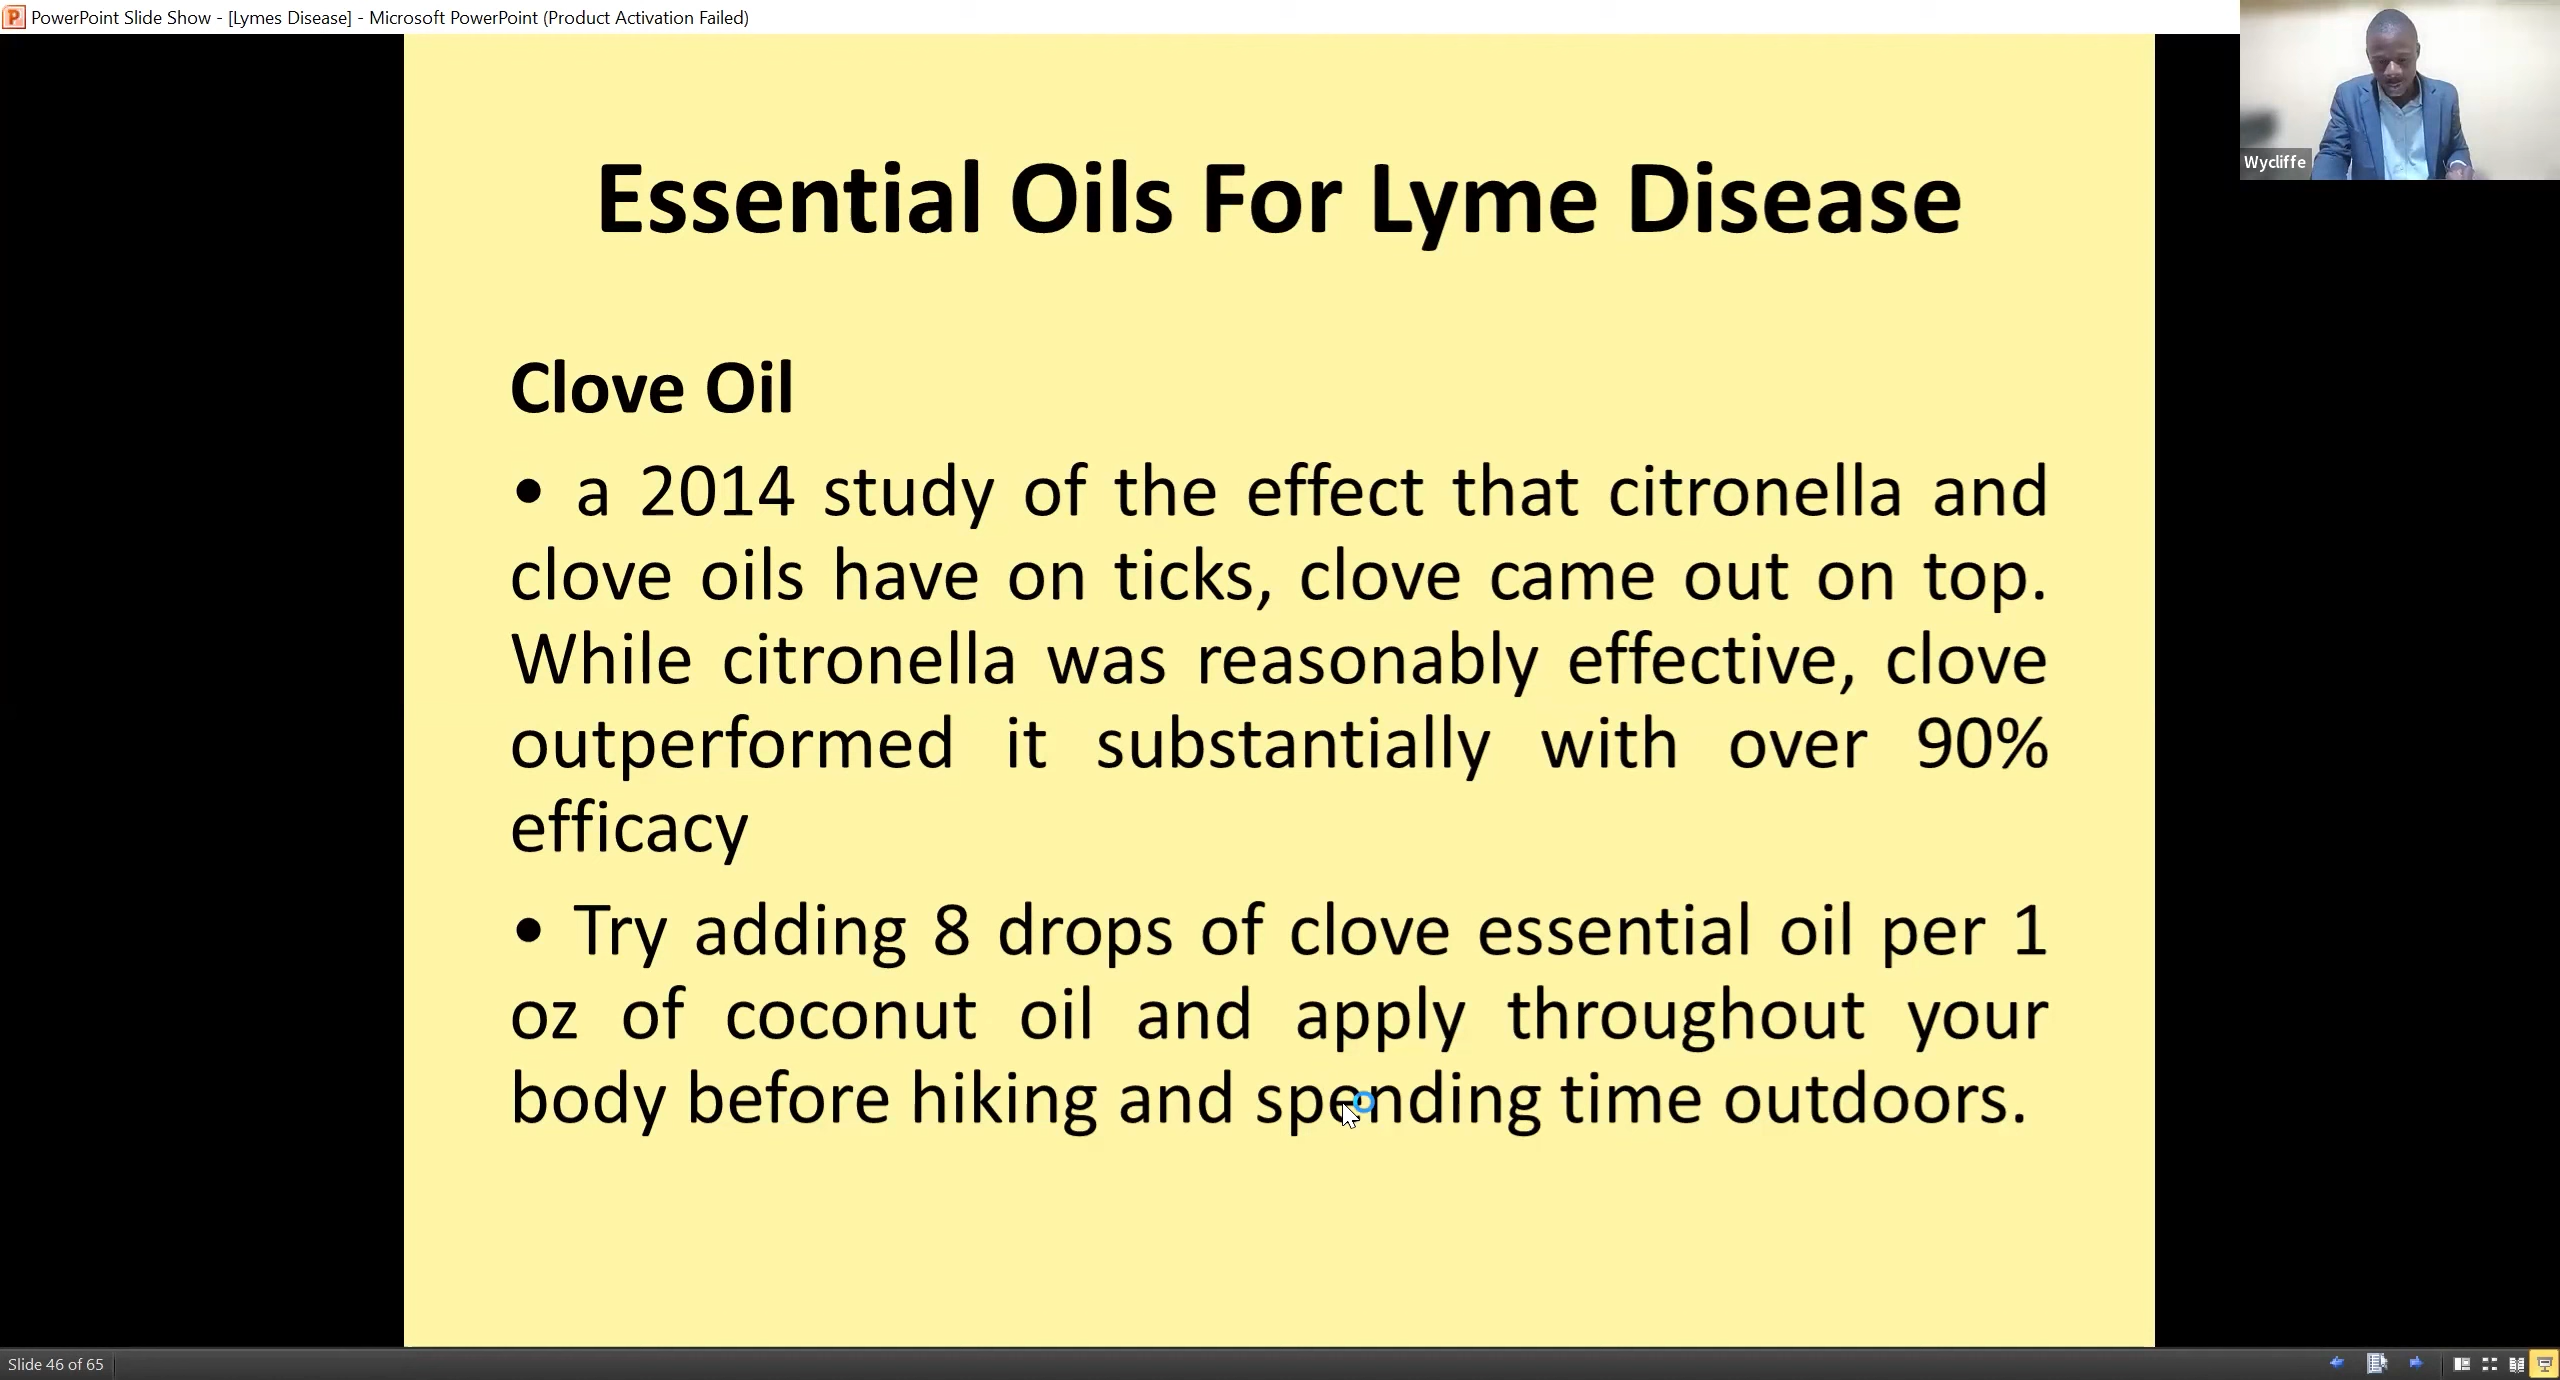 PowerPoint Slide Show - [Lymes Disease] - Microsoft PowerPoint (Product Activation Failed)
Wycliffe
Essential Oils For Lyme Disease
Clove Oil
• a 2014 study of the effect that citronella and
clove oils have on ticks, clove came out on top.
While citronella was reasonably effective, clove
outperformed it substantially with over 90%
efficacy
• Try adding 8 drops of clove essential oil per 1
oz of coconut oil and apply throughout your
body before hiking and spending time outdoors.
Slide 46 of 65